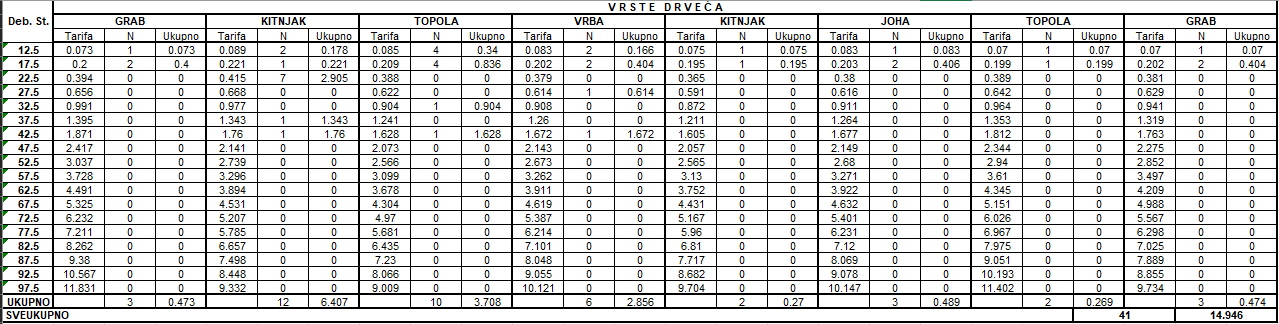 VRSTE DRVEĆA
Deb. St. GRAB KITNJAK TOPOLA VRBA KITNJAK JOHA TOPOLA GRAB
Tarifa N Ukupno Tarifa N Ukupno Tarifa N Ukupno Tarifa N Ukupno Tarifa N Ukupno Tarifa N Ukupno Tarifa N Ukupno Tarifa N Ukupno
12.5 0.073 1 0.073 0.089 2 0.178 0.085 4 0.34 0.083 2 0.166 0.075 1 0.075 0.083 1 0.083 0.07 1 0.07 0.07 1 0.07
17.5 0.2 2 0.4 0.221 1 0.221 0.209 4 0.836 0.202 2 0.404 0.195 1 0.195 0.203 2 0.406 0.199 1 0.199 0.202 2 0.404
22.5 0.394 0 0 0.415 7 2.905 0.388 0 0 0.379 0 0 0.365 0 0 0.38 0 0 0.389 0 0 0.381 0 0
27.5 0.656 0 0 0.668 0 0 0.622 0 0 0.614 1 0.614 0.591 0 0 0.616 0 0 0.642 0 0 0.629 0 0
32.5 0.991 0 0 0.977 0 0 0.904 1 0.904 0.908 0 0 0.872 0 0 0.911 0 0 0.964 0 0 0.941 0 0
37.5 1.395 0 0 1.343 1 1.343 1.241 0 0 1.26 0 0 1.211 0 0 1.264 0 0 1.353 0 0 1.319 0 0
42.5 1.871 0 0 1.76 1 1.76 1.628 1 1.628 1.672 1 1.672 1.605 0 0 1.677 0 0 1.812 0 0 1.763 0 0
47.5 2.417 0 0 2.141 0 0 2.073 0 0 2.143 0 0 2.057 0 0 2.149 0 0 2.344 0 0 2.275 0 0
52.5 3.037 0 0 2.739 0 0 2.566 0 0 2.673 0 0 2.565 0 0 2.68 0 0 2.94 0 0 2.852 0 0
57.5 3.728 0 0 3.296 0 0 3.099 0 0 3.262 0 0 3.13 0 0 3.271 0 0 3.61 0 0 3.497 0 0
62.5 4.491 0 0 3.894 0 0 3.678 0 0 3.911 0 0 3.752 0 0 3.922 0 0 4.345 0 0 4.209 0 0
67.5 5.325 0 0 4.531 0 0 4.304 0 0 4.619 0 0 4.431 0 0 4.632 0 0 5.151 0 0 4.988 0 0
72.5 6.232 0 0 5.207 0 0 4.97 0 0 5.387 0 0 5.167 0 0 5.401 0 0 6.026 0 0 5.567 0 0
77.5 7.211 0 0 5.785 0 0 5.681 0 0 6.214 0 0 5.96 0 0 6.231 0 0 6.967 0 0 6.298 0 0
82.5 8.262 0 0 6.657 0 0 6.435 0 0 7.101 0 0 6.81 0 0 7.12 0 0 7.975 0 0 7.025 0 0
87.5 9.38 0 0 7.498 0 0 7.23 0 0 8.048 0 0 7.717 0 0 8.069 0 0 9.051 0 0 7.889 0 0
92.5 10.567 0 0 8.448 0 0 8.066 0 0 9.055 0 0 8.682 0 0 9.078 0 0 10.193 0 0 8.855 0 0
97.5 11.831 0 0 9.332 0 0 9.009 0 0 10.121 0 0 9.704 0 0 10.147 0 0 11.402 0 0 9.734 0 0
UKUPNO 3 0.473 12 6.407 10 3.708 6 2.856 2 0.27 3 0.489 2 0.269 3 0.474
SVEUKUPNO 41 14.946